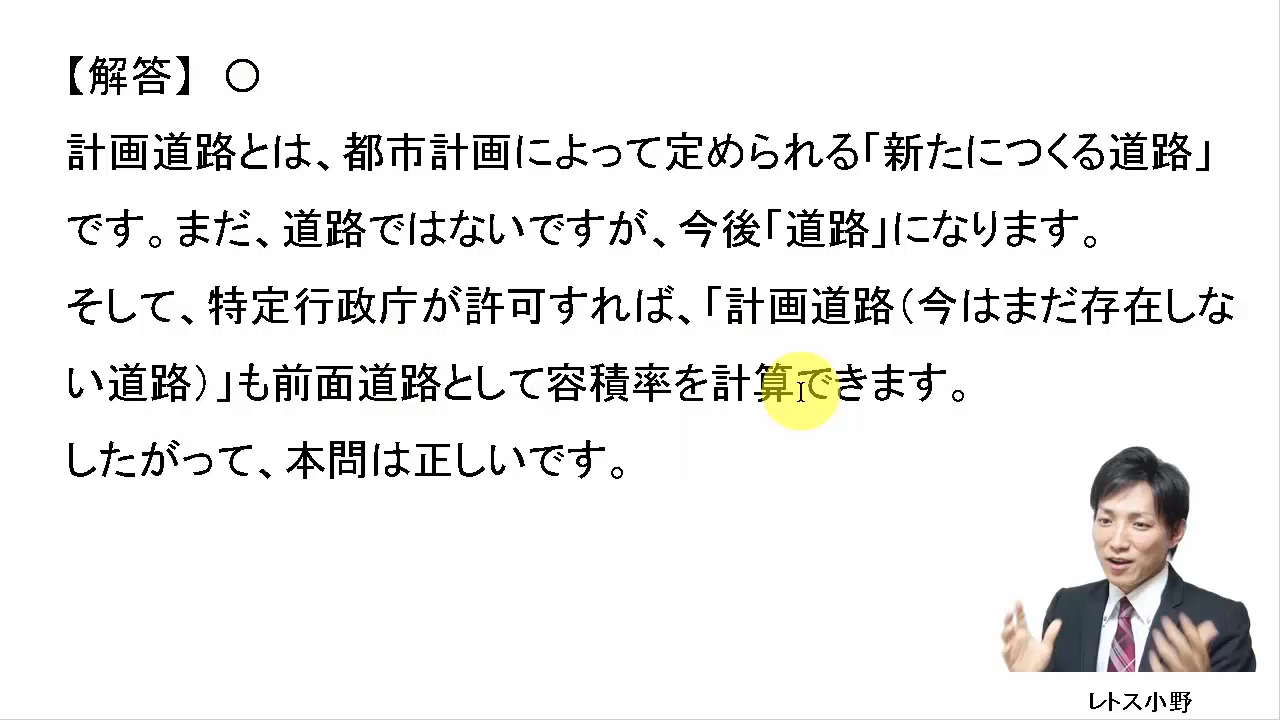 【解答】 ○
計画道路とは、都市計画によって定められる「新たにつくる道路」
です。まだ、道路ではないですが、今後「道路」になります。
そして、特定行政庁が許可すれば、「計画道路（今はまだ存在しな
い道路）」も前面道路として容積率を計算できます。
したがって、本問は正しいです。
レトス小野